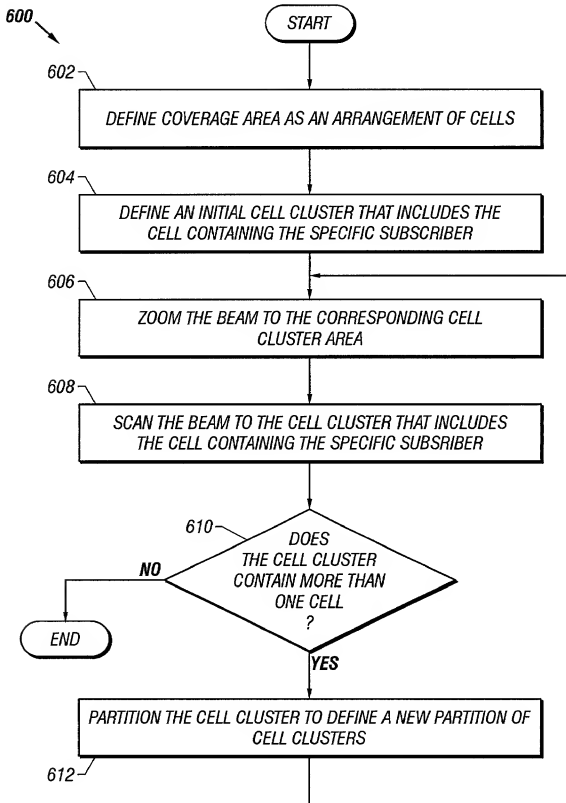 600
START
602
DEFINE COVERAGE AREA AS AN ARRANGEMENT OF CELLS
604
DEFINE AN INITIAL CELL CLUSTER THAT INCLUDES THE
CELL CONTAINING THE SPECIFIC SUBSCRIBER
606
ZOOM THE BEAM TO THE CORRESPONDING CELL
CLUSTER AREA
608
SCAN THE BEAM TO THE CELL CLUSTER THAT INCLUDES
THE CELL CONTAINING THE SPECIFIC SUBSRIBER
610
DOES
THE CELL CLUSTER
CONTAIN MORE THAN
ONE CELL
?
NO
END
YES
PARTITION THE CELL CLUSTER TO DEFINE A NEW PARTITION OF
CELL CLUSTERS
612